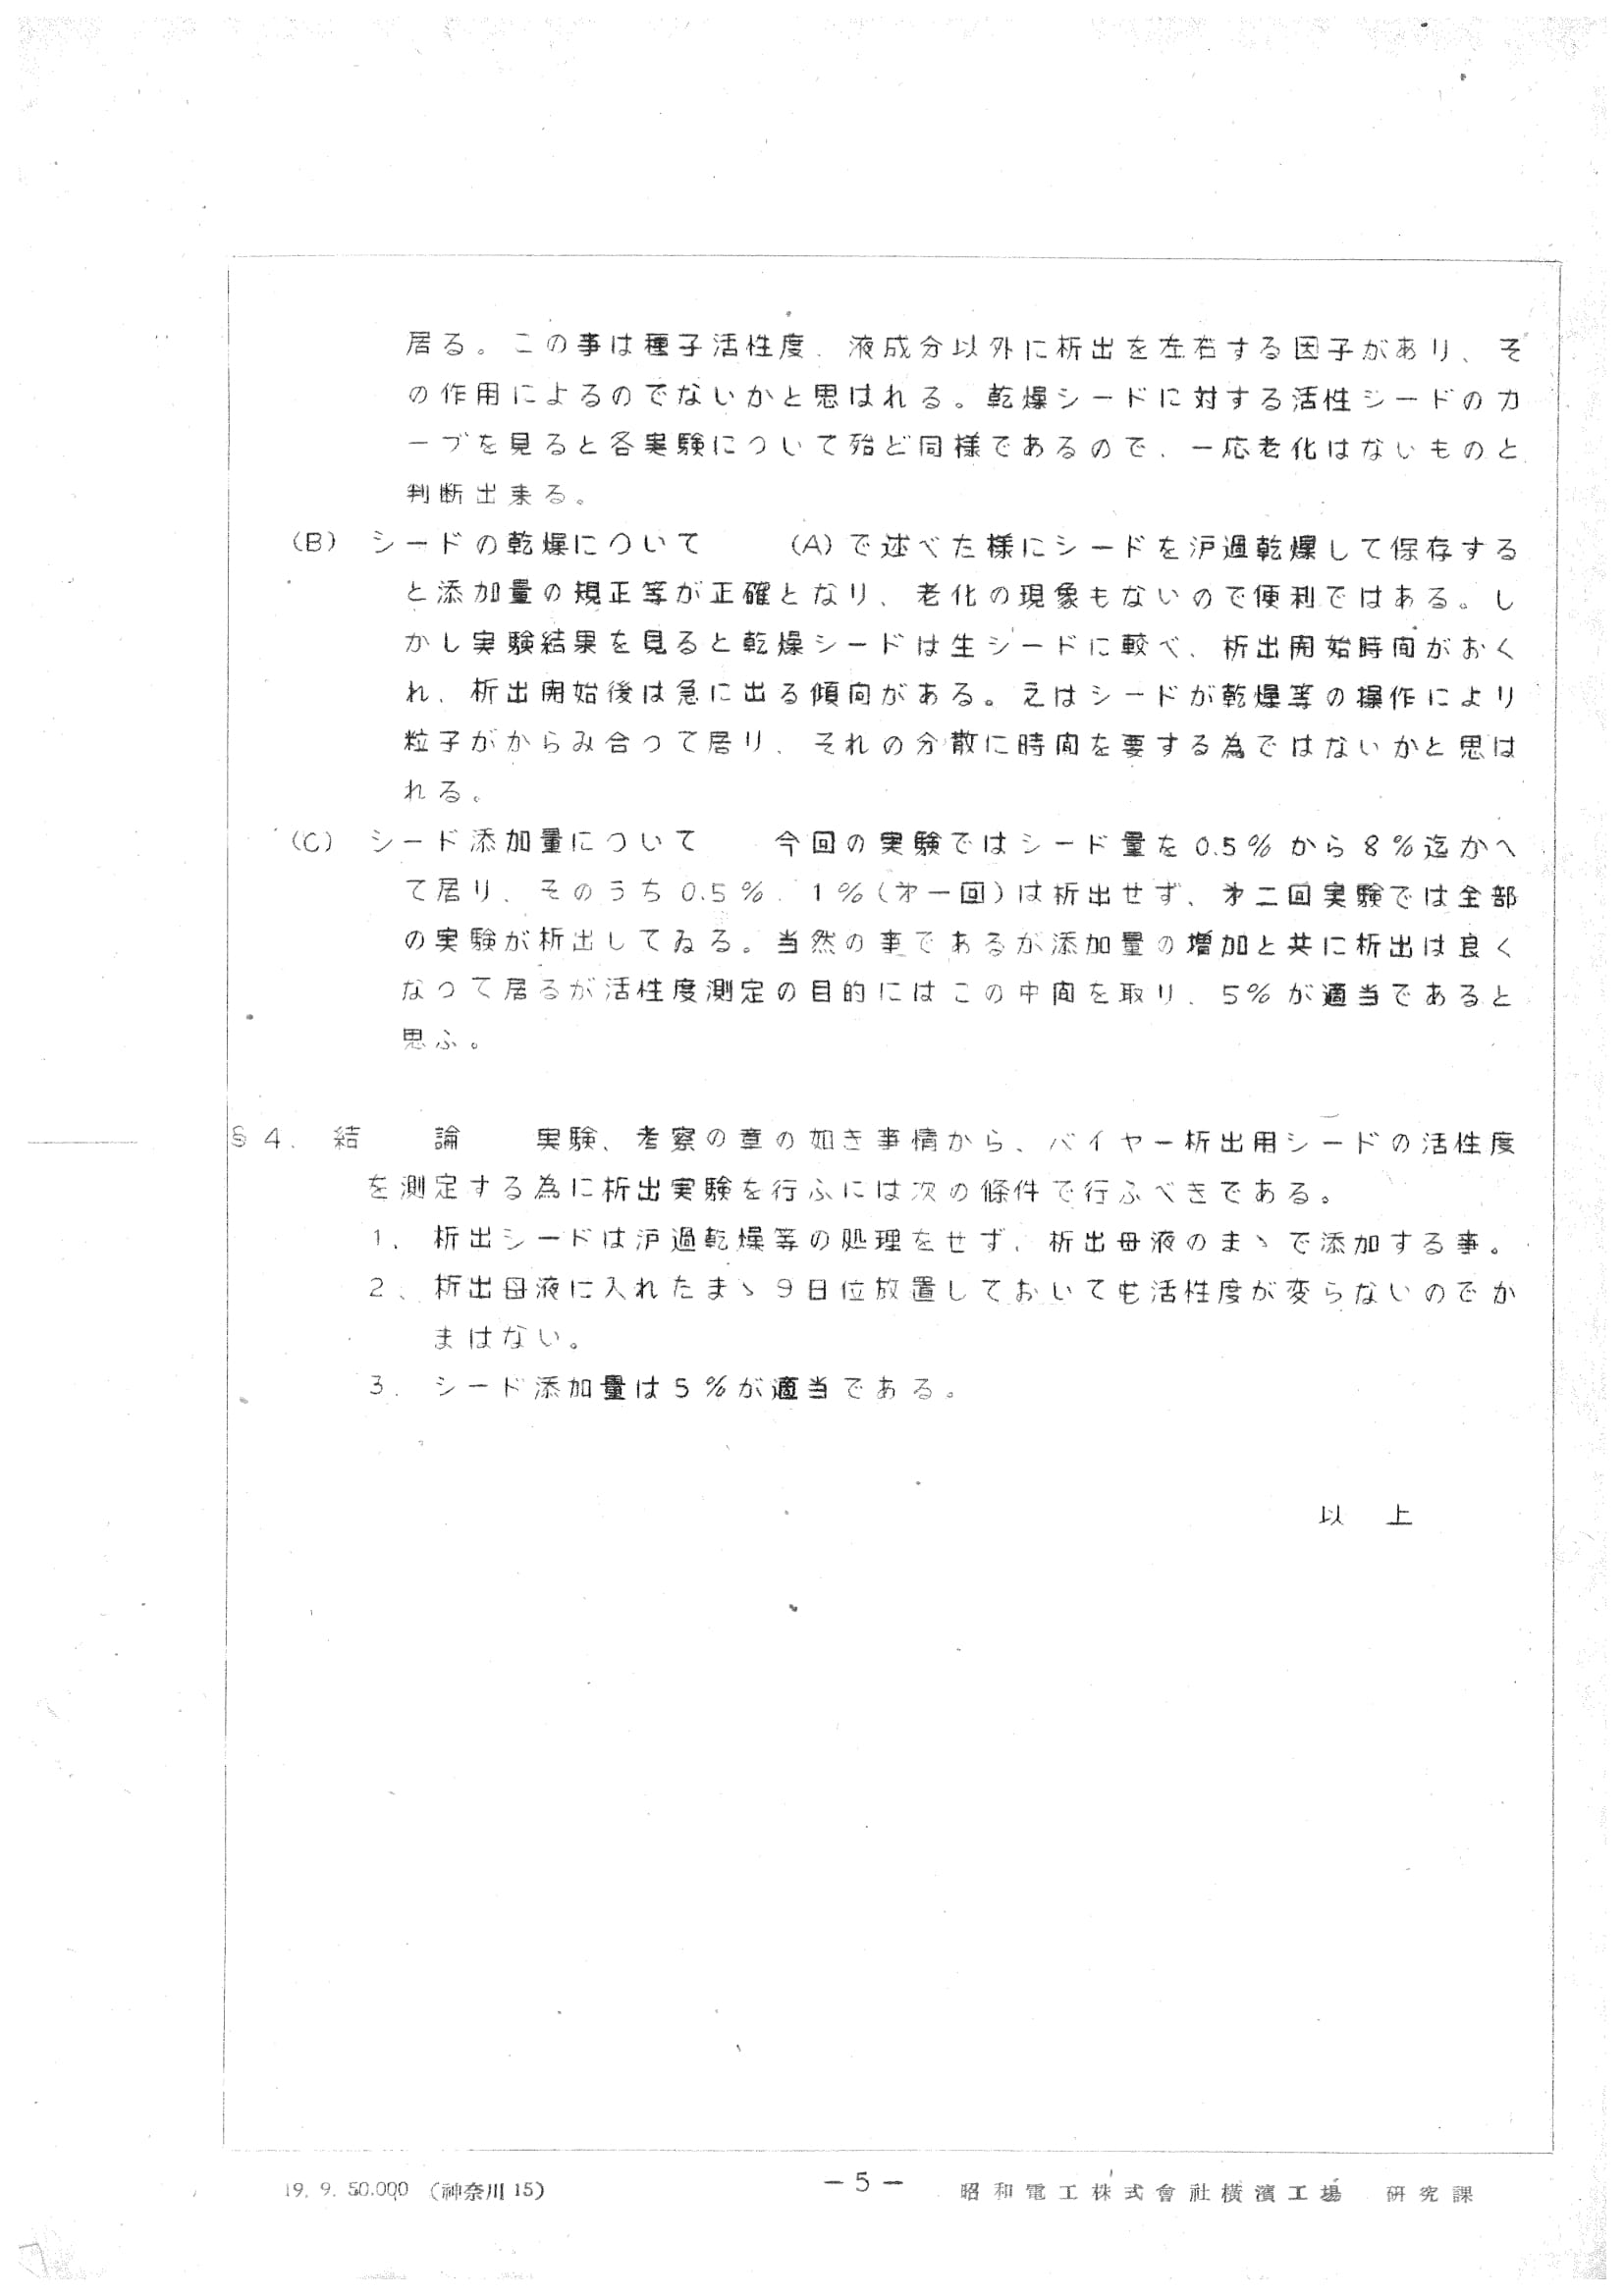 居る。この事は種子活性度、液成分以外に析出を左右する因子があり、そ
の作用によるのでないかと思はれる。乾燥シードに対する活性シードのカ
ーブを見ると各実験について殆ど同様であるので、一応老化はないものと
判断出来る。
(B) シードの乾燥について (A)で述べた様にシードを沪過乾燥して保存する
と添加量の規正等が正確となり、老化の現象もないので便利ではある。し
かし実験結果を見ると乾燥シードは生シードに較べ、析出開始時間がおく
れ、析出開始後は急に出る傾向がある。之はシードが乾燥等の操作により
粒子がからみ合つて居り、それの分散に時間を要する為ではないかと思は
れる。
(C) シード添加量について 今回の実験ではシード量を0.5%から8%迄かへ
て居り、そのうち0.5%、1%(才一回)は析出せず、才二回実験では全部
の実験が析出してゐる。当然の事であるが添加量の増加と共に析出は良く
なつて居るが活性度測定の目的にはこの中間を取り、5%が適当であると
思ふ。
§4. 結 論 実験、考察の章の如き事情から、バイヤー析出用シードの活性度
を測定する為に析出実験を行ふには次の條件で行ふべきである。
1、析出シードは沪過乾燥等の処理をせず、析出母液のまゝで添加する事。
2、析出母液に入れたまゝ9日位放置しておいても活性度が変らないのでか
まはない。
3. シード添加量は5%が適当である。
以 上
19. 9. 50.000 (神奈川 15)
— 5 —
昭和電工株式會社横濱工場 研究課